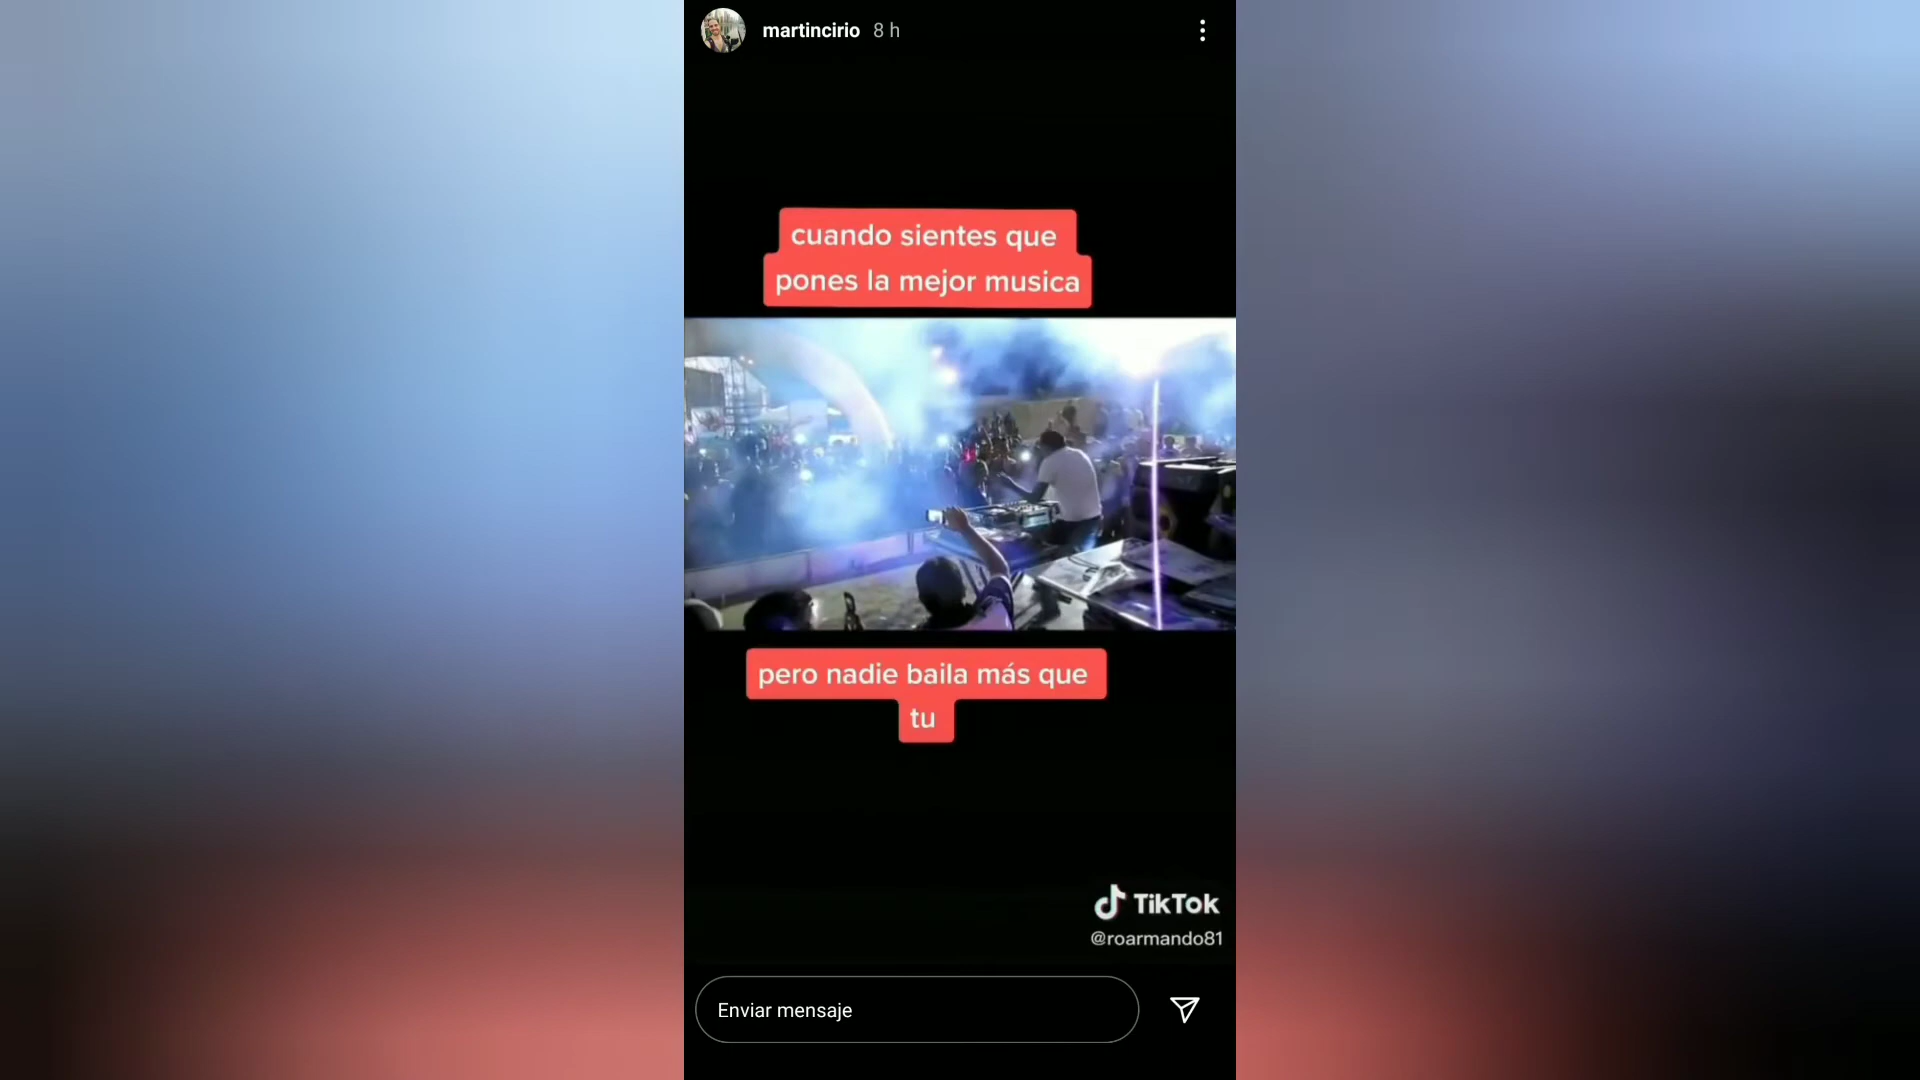 martincirio 8 h
cuando sientes que
pones la mejor musica
pero nadie baila más que
tu
TikTok
@roarmando81
Enviar mensaje